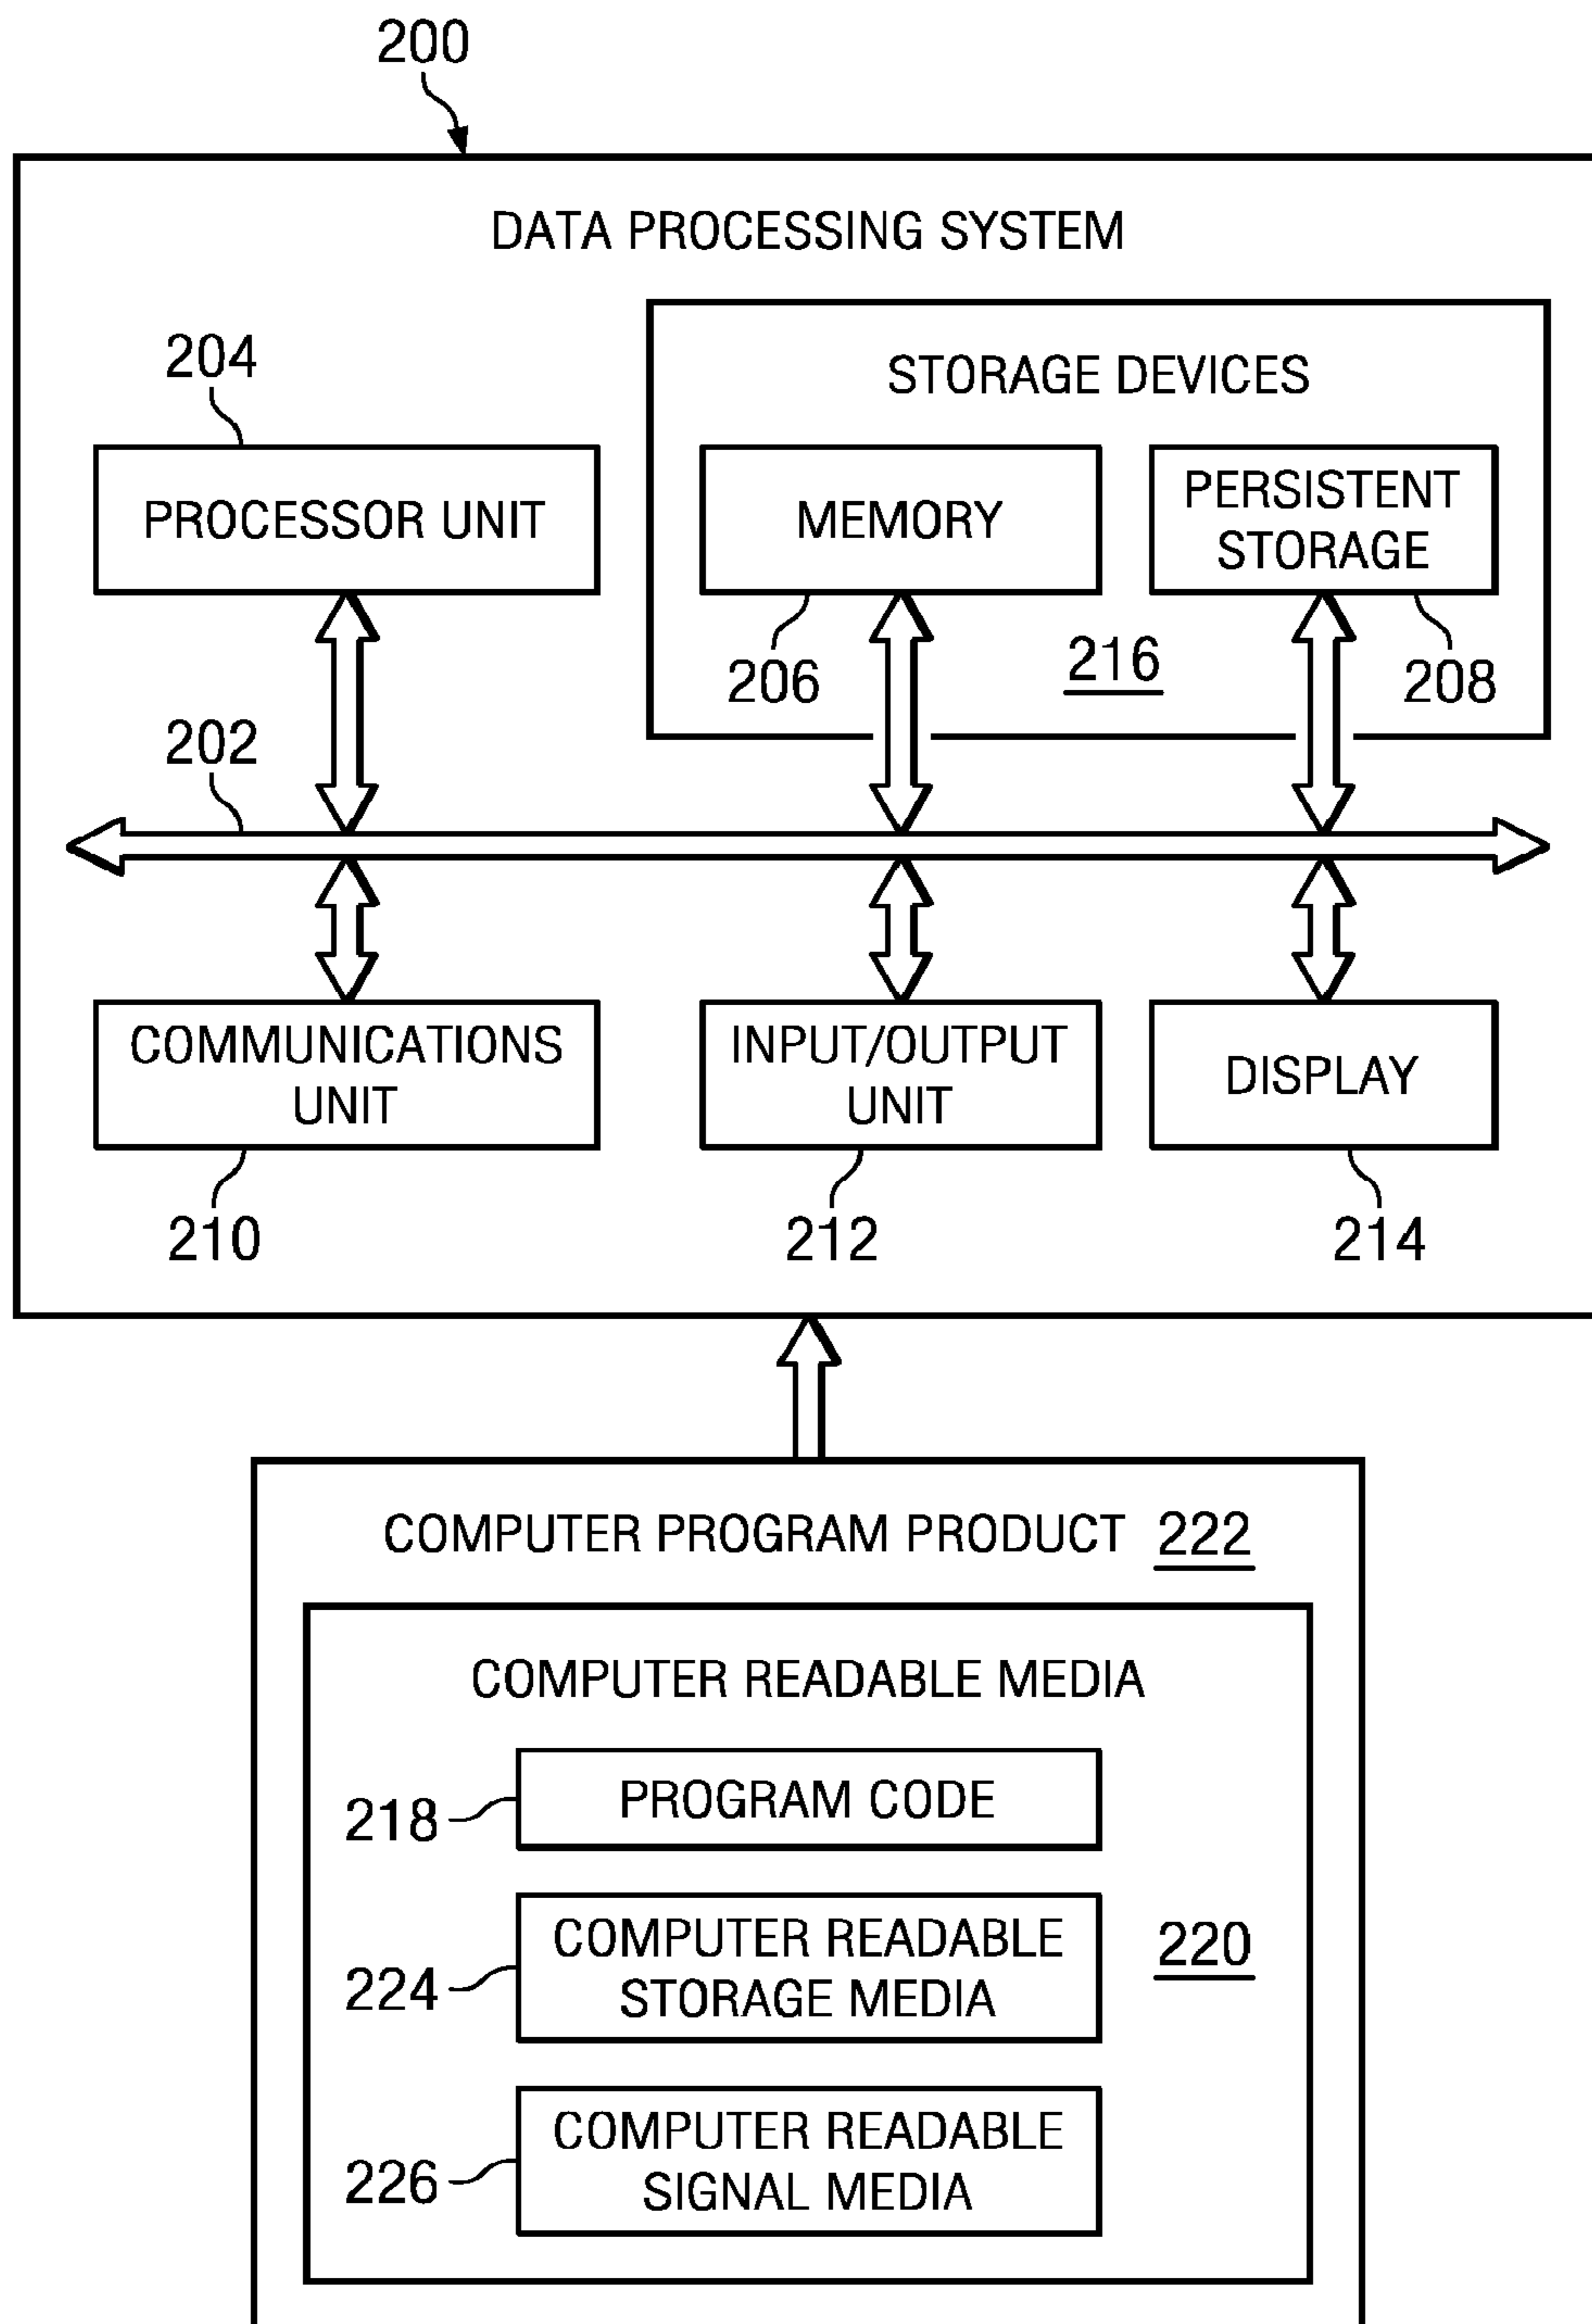 200
DATA PROCESSING SYSTEM
204
STORAGE DEVICES
PROCESSOR UNIT
MEMORY
PERSISTENT
STORAGE
206
216
208
202
COMMUNICATIONS
UNIT
INPUT/OUTPUT
UNIT
DISPLAY
210
212
214
COMPUTER PROGRAM PRODUCT 222
COMPUTER READABLE MEDIA
218
PROGRAM CODE
224
COMPUTER READABLE
STORAGE MEDIA
220
226
COMPUTER READABLE
SIGNAL MEDIA